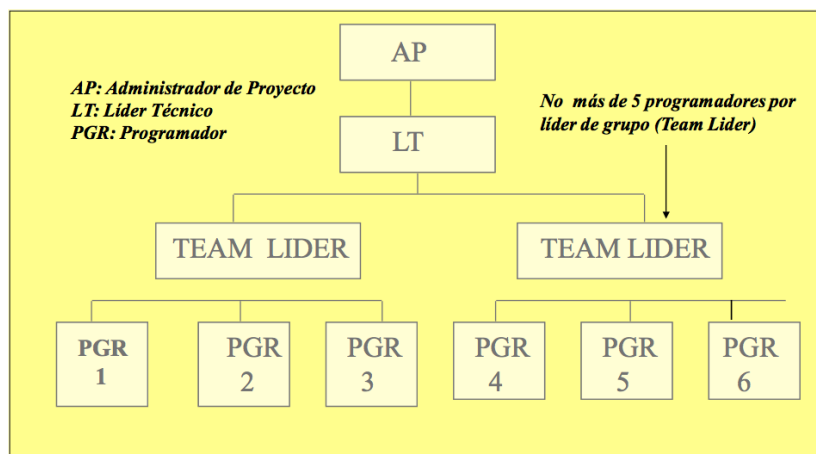 AP
AP: Administrador de Proyecto
LT: Líder Técnico
PGR: Programador
No más de 5 programadores por
líder de grupo (Team Lider)
LT
TEAM LIDER
TEAM LIDER
PGR
1
PGR
2
PGR
3
PGR
4
PGR
5
PGR
6